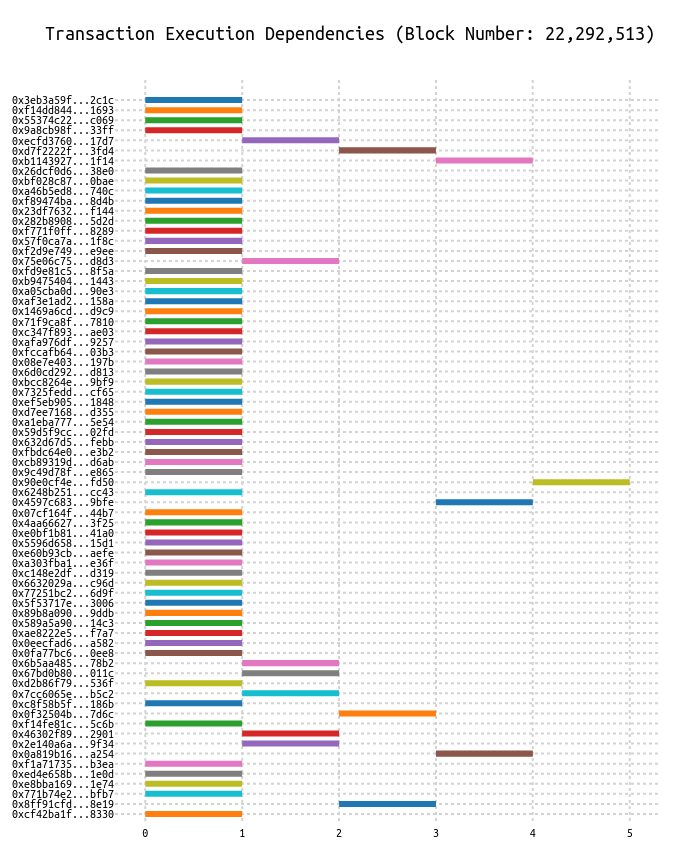 Transaction Execution Dependencies (Block Number: 22,292,513)
0x3eb3a59f...2c1c
0xf14dd844...1693
0x55374c22...c069
0x9a8cb98f...33ff
0xecfd3760...17d7
0xd7f2222f...3fd4
0xb1143927...1f14
0x26dcf0d6...38e0
0xbf028c87...0bae
0xa46b5ed8...740c
0xf89474ba...8d4b
0x23df7632...f144
0x282b8908...5d2d
0xf771f0ff...8289
0x57f0ca7a...1f8c
0xf2d9e749...e9ee
0x75e06c75...d8d3
0xfd9e81c5...8f5a
0xb9475404...1443
0xa05cba0d...90e3
0xaf3e1ad2...158a
0x1469a6cd...d9c9
0x71f9ca8f...7810
0xc347f893...ae03
0xafa976df...9257
0xfccafb64...03b3
0x08e7e403...197b
0x6d0cd292...d813
0xbcc8264e...9bf9
0x7325fedd...cf65
0xef5eb905...1848
0xd7ee7168...d355
0xa1eba777...5e54
0x59d5f9cc...02fd
0x632d67d5...febb
0xfbdc64e0...e3b2
0xcb89319d...d6ab
0x9c49d78f...e865
0x90e0cf4e...fd50
0x6248b251...cc43
0x4597c683...9bfe
0x07cf164f...44b7
0x4aa66627...3f25
0xe0bf1b81...41a0
0x5596d658...15d1
0xe60b93cb...aefe
0xa303fba1...e36f
0xc148e2df...d319
0x6632029a...c96d
0x77251bc2...6d9f
0x5f53717e...3006
0x89b8a090...9ddb
0x589a5a90...14c3
0xae8222e5...f7a7
0x0eecfad6...a582
0x0fa77bc6...0ee8
0x6b5aa485...78b2
0x67bd0b80...011c
0xd2b86f79...536f
0x7cc6065e...b5c2
0xc8f58b5f...186b
0x0f32504b...7d6c
0xf14fe81c...5c6b
0x46302f89...2901
0x2e140a6a...9f34
0x0a819b16...a254
0xf1a71735...b3ea
0xed4e658b...1e0d
0xe8bba169...1e74
0x771b74e2...bfb7
0x8ff91cfd...8e19
0xcf42ba1f...8330
0 1 2 3 4 5